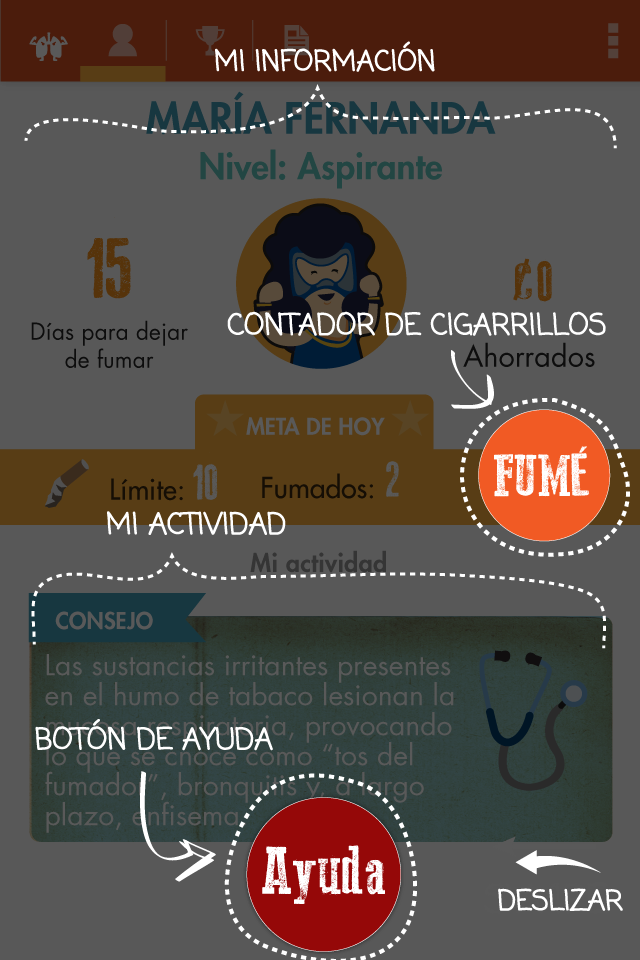 MI INFORMACIÓN
MARÍA FERNANDA
Nivel: Aspirante
15
Días para dejar
de fumar
₡0
Ahorrados
CONTADOR DE CIGARRILLOS
META DE HOY
FUMÉ
Límite: 10 Fumados: 2
MI ACTIVIDAD
Mi actividad
CONSEJO
Las sustancias irritantes presentes
en el humo de tabaco lesionan la
mucosa respiratoria, provocando
BOTÓN DE AYUDA
lo que se cnoce como “tos del
fumador”, bronquitis y, a largo
plazo, enfisema.
Ayuda
DESLIZAR